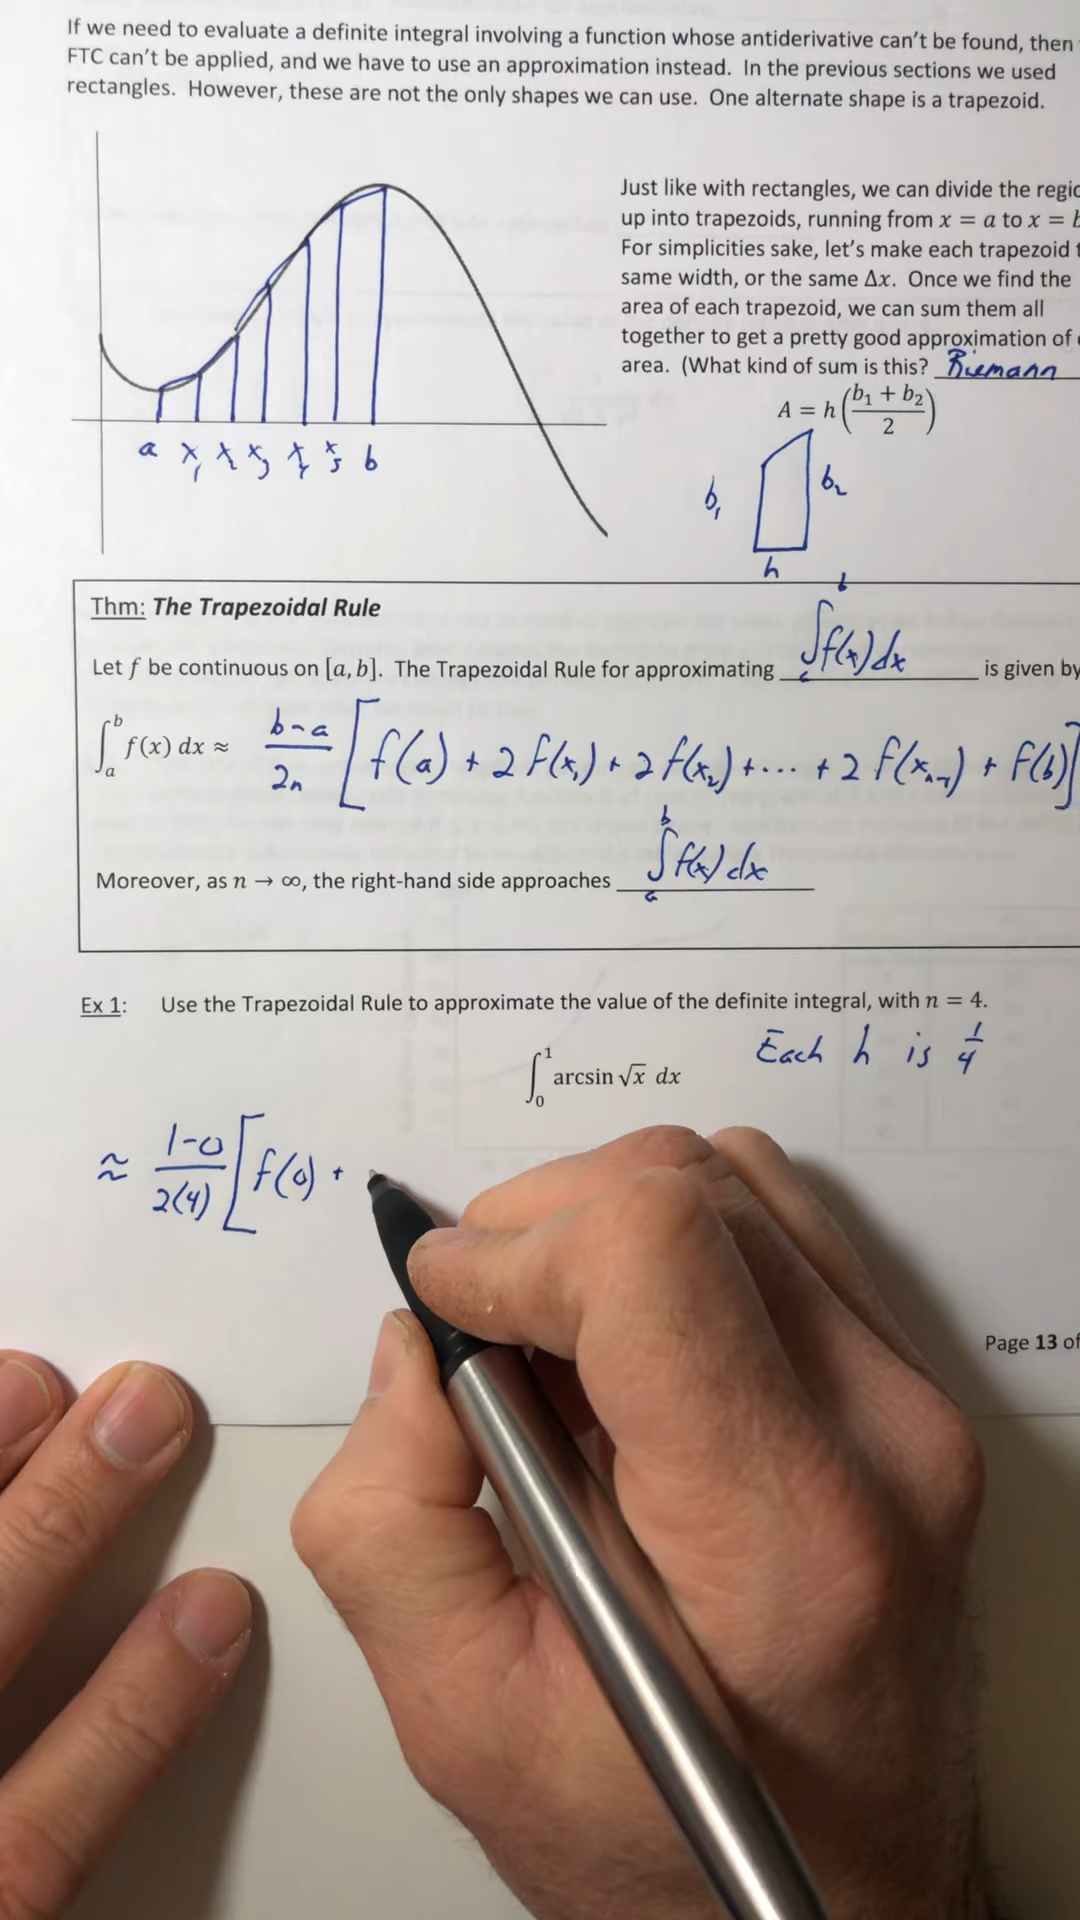 If we need to evaluate a definite integral involving a function whose antiderivative can't be found, then
FTC can't be applied, and we have to use an approximation instead. In the previous sections we used
rectangles. However, these are not the only shapes we can use. One alternate shape is a trapezoid.
Just like with rectangles, we can divide the regio
up into trapezoids, running from x = a to x = b
For simplicities sake, let's make each trapezoid t
same width, or the same Δx. Once we find the
area of each trapezoid, we can sum them all
together to get a pretty good approximation of
area. (What kind of sum is this? Riemann
A = h((b₁ + b₂)/2)
a x₁ x₂ x₃ x₄ x₅ b
b₁ b₂
h
Thm: The Trapezoidal Rule
Let f be continuous on [a, b]. The Trapezoidal Rule for approximating ∫ₐᵇ f(x) dx is given by
∫ₐᵇ f(x) dx ≈ (b-a)/2n [f(a) + 2f(x₁) + 2f(x₂) + ... + 2f(xₙ₋₁) + f(b)]
Moreover, as n → ∞, the right-hand side approaches ∫ₐᵇ f(x) dx
Ex 1: Use the Trapezoidal Rule to approximate the value of the definite integral, with n = 4.
∫₀¹ arcsin √x dx Each h is 1/4
≈ (1-0)/2(4) [f(0) +
Page 13 of